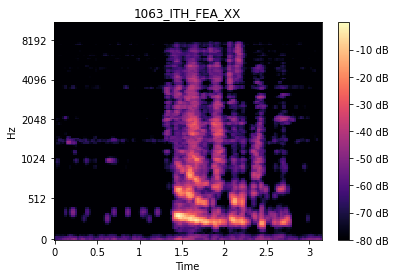 1063_ITH_FEA_XX
8192
4096
2048
1024
512
0
Hz
0
0.5
1
1.5
2
2.5
3
Time
-10 dB
-20 dB
-30 dB
-40 dB
-50 dB
-60 dB
-70 dB
-80 dB